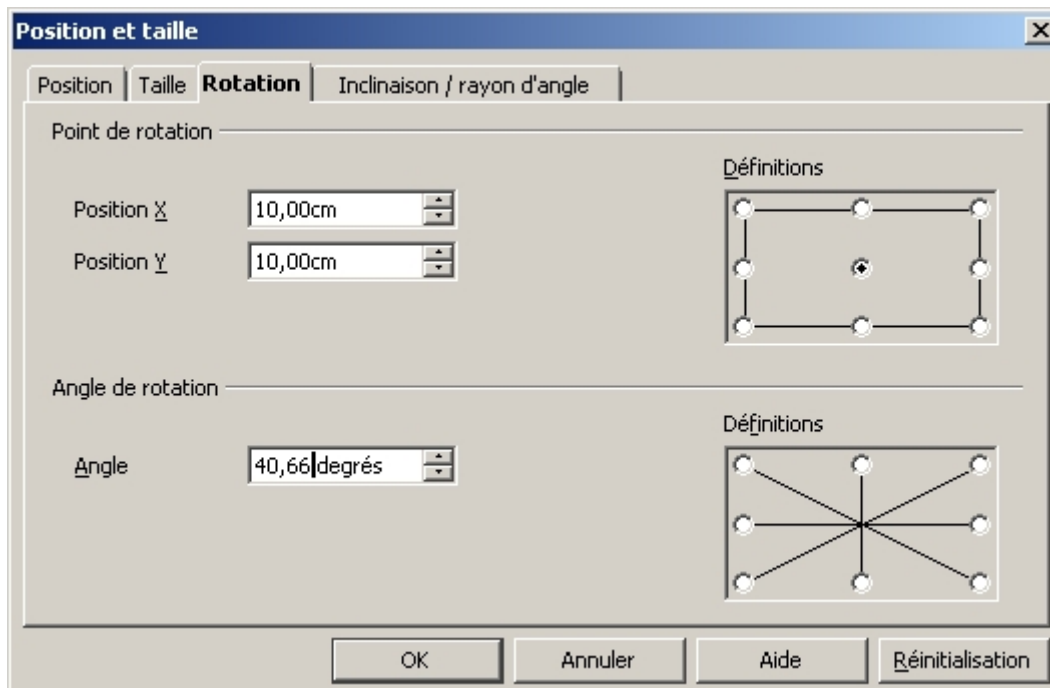 Position et taille
Position Taille Rotation Inclinaison / rayon d'angle
Point de rotation
Définitions
Position X 10,00cm
Position Y 10,00cm
Angle de rotation
Définitions
Angle 40,66 degrés
OK Annuler Aide Réinitialisation